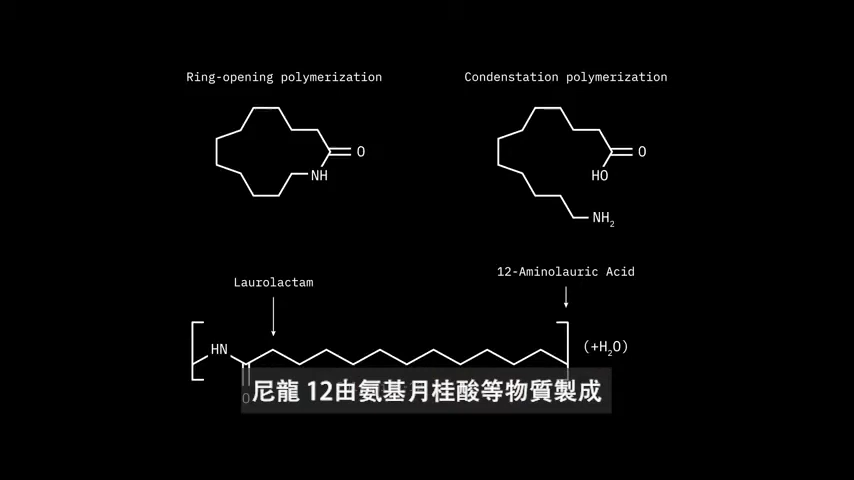 Ring-opening polymerization
Condenstation polymerization
O
NH
O
HO
NH2
Laurolactam
12-Aminolauric Acid
HN
(+H2O)
O
尼龍 12由氨基月桂酸等物質製成